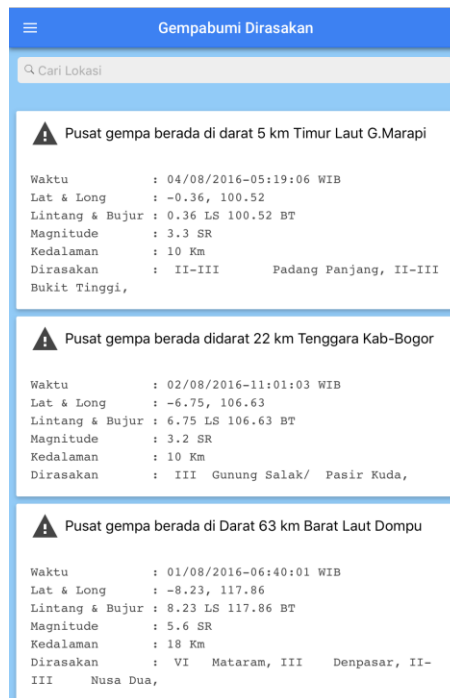 Gempabumi Dirasakan
Cari Lokasi
Pusat gempa berada di darat 5 km Timur Laut G.Marapi
Waktu : 04/08/2016-05:19:06 WIB
Lat & Long : -0.36, 100.52
Lintang & Bujur : 0.36 LS 100.52 BT
Magnitude : 3.3 SR
Kedalaman : 10 Km
Dirasakan : II-III Padang Panjang, II-III
Bukit Tinggi,
Pusat gempa berada didarat 22 km Tenggara Kab-Bogor
Waktu : 02/08/2016-11:01:03 WIB
Lat & Long : -6.75, 106.63
Lintang & Bujur : 6.75 LS 106.63 BT
Magnitude : 3.2 SR
Kedalaman : 10 Km
Dirasakan : III Gunung Salak/ Pasir Kuda,
Pusat gempa berada di Darat 63 km Barat Laut Dompu
Waktu : 01/08/2016-06:40:01 WIB
Lat & Long : -8.23, 117.86
Lintang & Bujur : 8.23 LS 117.86 BT
Magnitude : 5.6 SR
Kedalaman : 18 Km
Dirasakan : VI Mataram, III Denpasar, II-
III Nusa Dua,